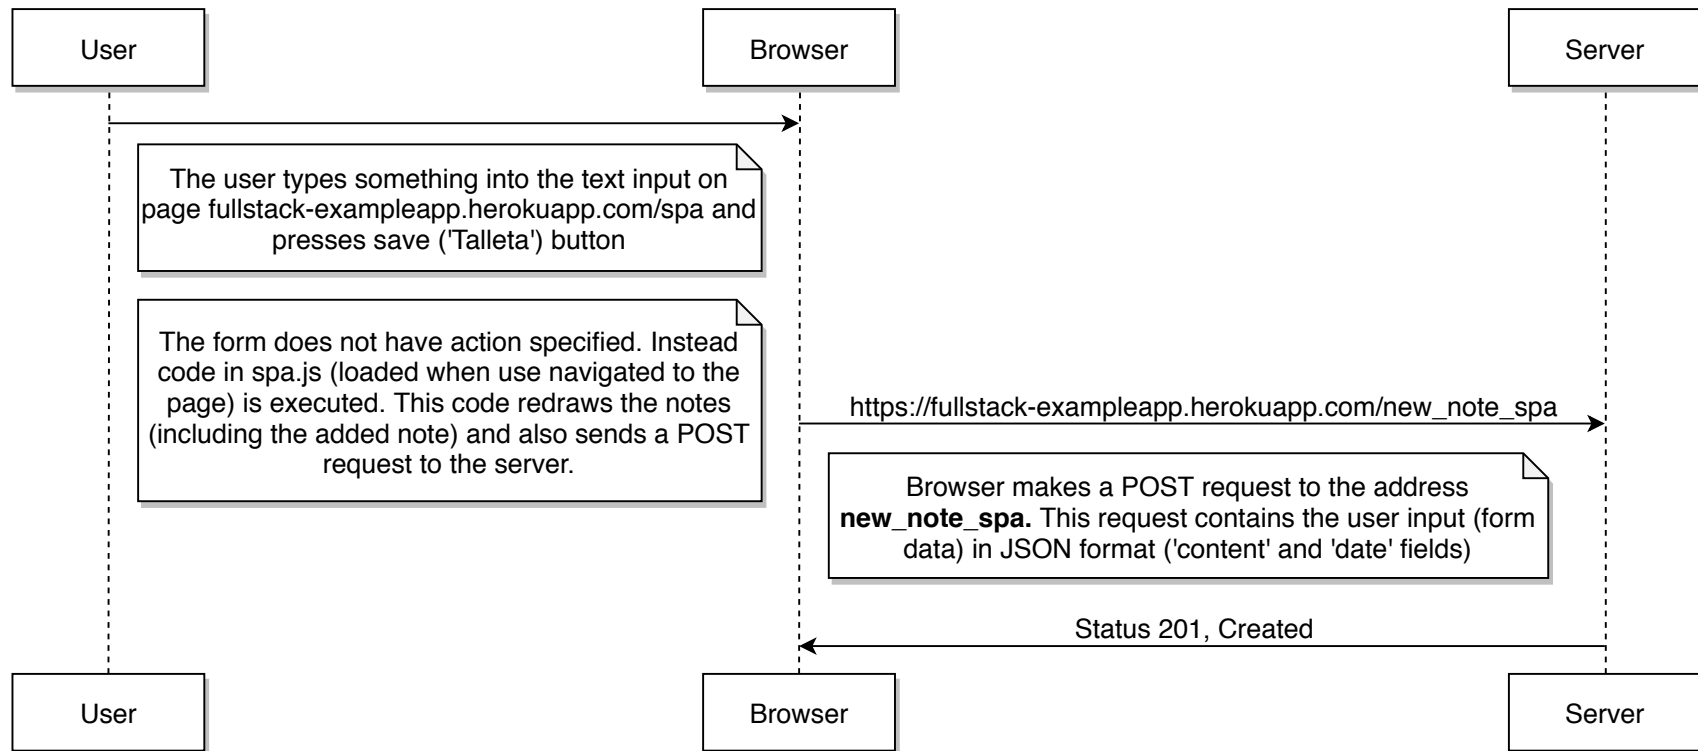 User
Browser
Server
The user types something into the text input on
page fullstack-exampleapp.herokuapp.com/spa and
presses save ('Talleta') button
The form does not have action specified. Instead
code in spa.js (loaded when use navigated to the
page) is executed. This code redraws the notes
(including the added note) and also sends a POST
request to the server.
https://fullstack-exampleapp.herokuapp.com/new_note_spa
Browser makes a POST request to the address
new_note_spa. This request contains the user input (form
data) in JSON format ('content' and 'date' fields)
Status 201, Created
User
Browser
Server